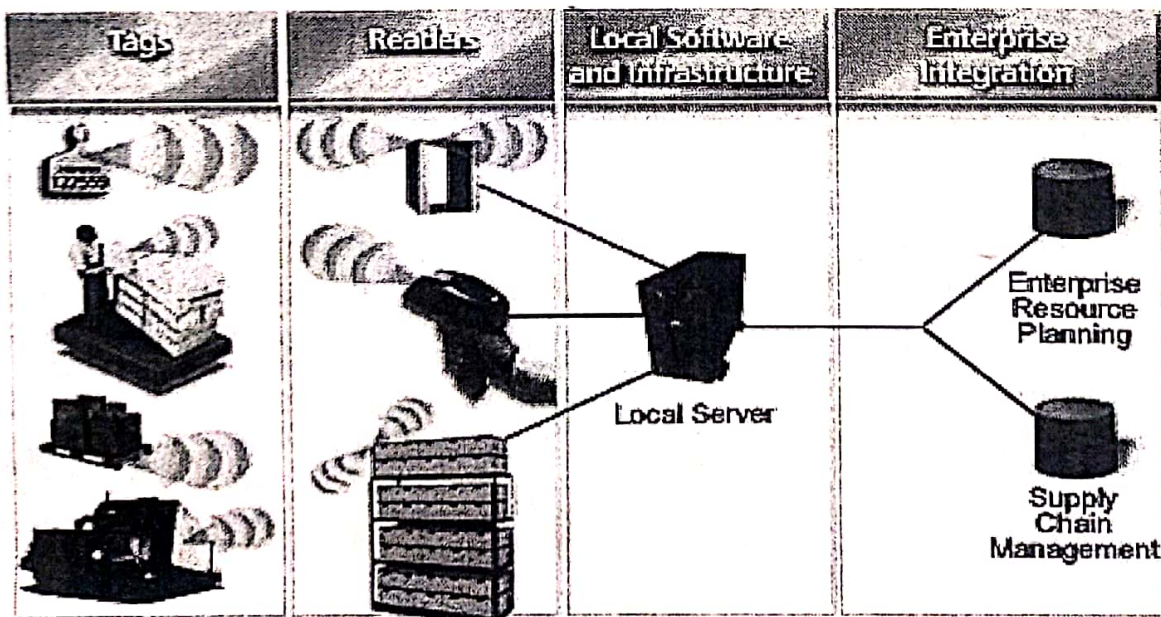 Tags
Readers
Local Software
and Infrastructure
Enterprise
Integration
Enterprise
Resource
Planning
Local Server
Supply
Chain
Management